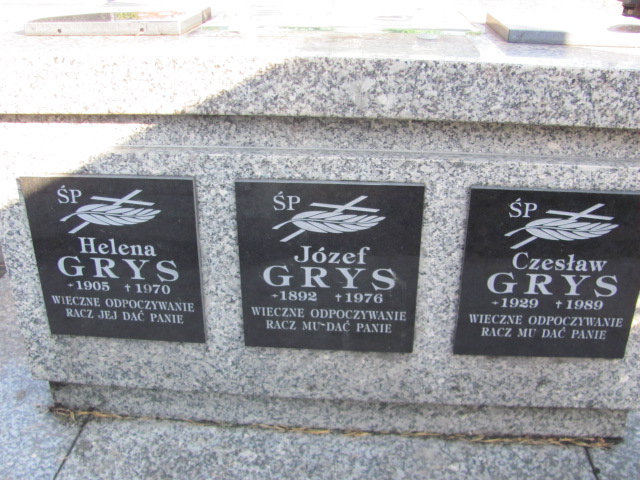 ŚP
Helena
GRYS
*1905 †1970
WIECZNE ODPOCZYWANIE
RACZ JEJ DAĆ PANIE
ŚP
Józef
GRYS
*1892 †1976
WIECZNE ODPOCZYWANIE
RACZ MU DAĆ PANIE
ŚP
Czesław
GRYS
*1929 †1989
WIECZNE ODPOCZYWANIE
RACZ MU DAĆ PANIE